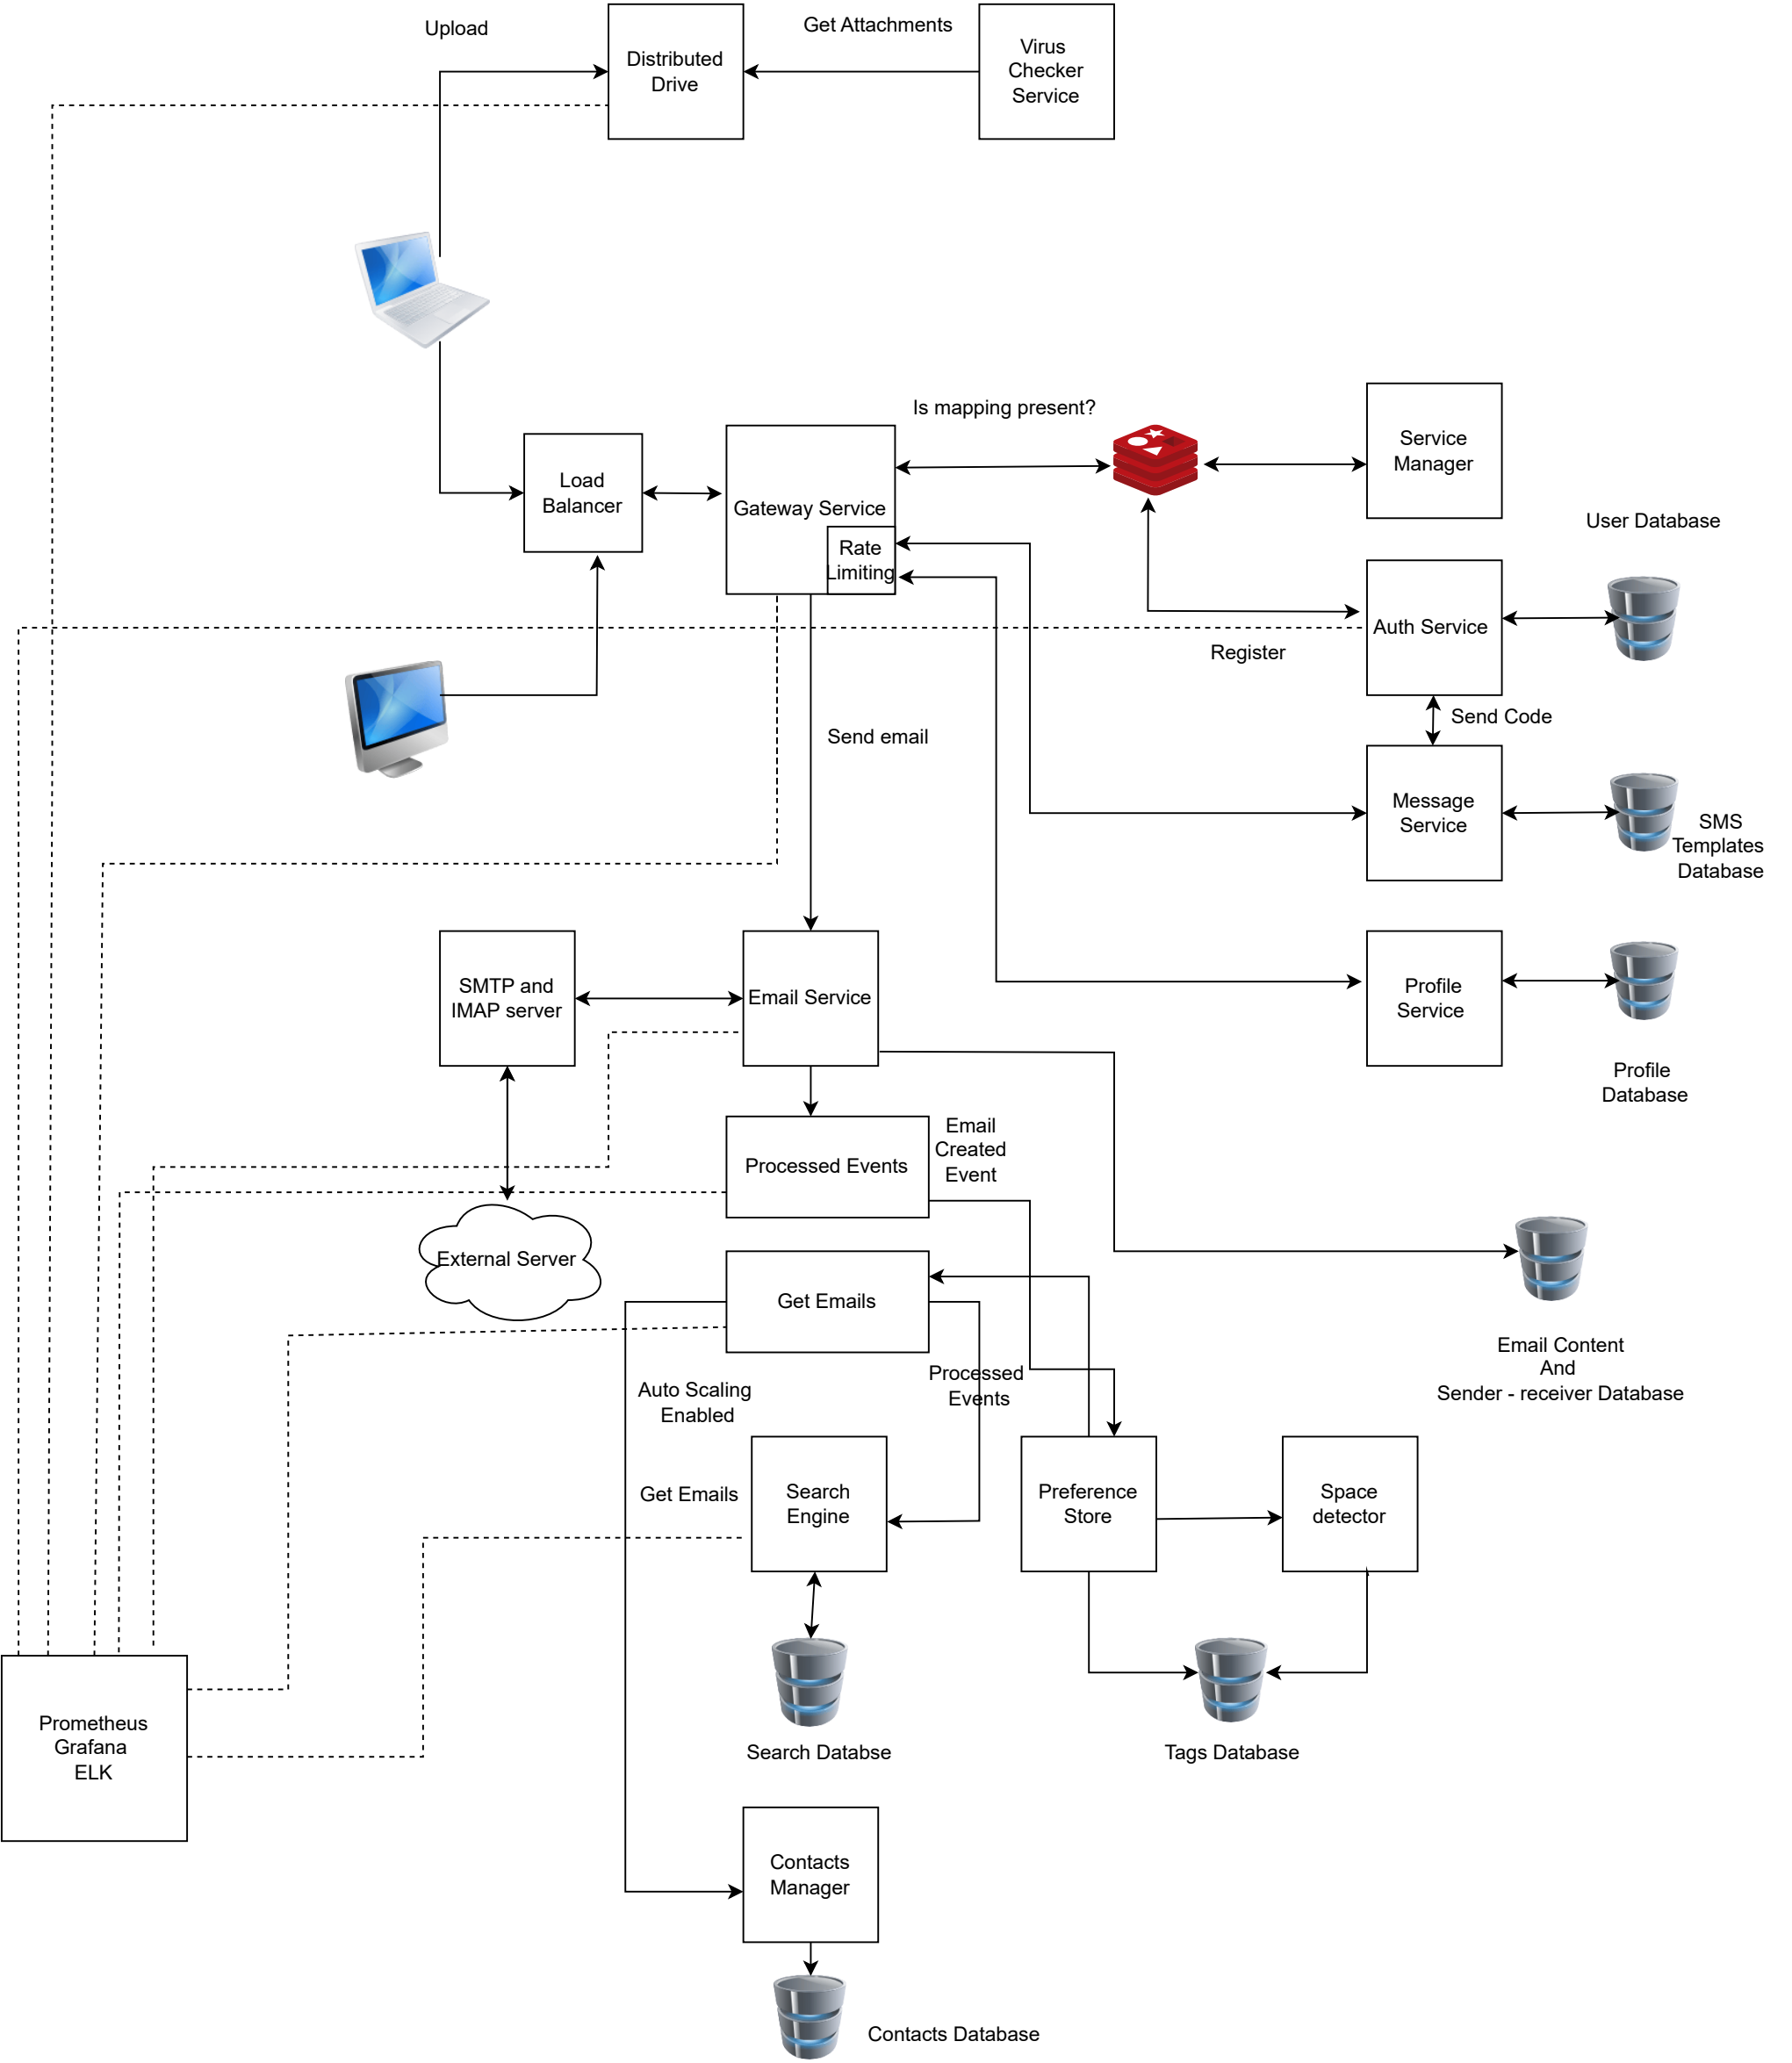 Upload
Get Attachments
Distributed
Drive
Virus
Checker
Service
Is mapping present?
Service
Manager
Load
Balancer
Gateway Service
Rate
Limiting
User Database
Auth Service
Register
Send Code
Send email
Message
Service
SMS
Templates
Database
SMTP and
IMAP server
Email Service
Profile
Service
Profile
Database
Processed Events
Email
Created
Event
External Server
Get Emails
Email Content
And
Sender - receiver Database
Auto Scaling
Enabled
Processed
Events
Get Emails
Search
Engine
Preference
Store
Space
detector
Prometheus
Grafana
ELK
Search Databse
Tags Database
Contacts
Manager
Contacts Database